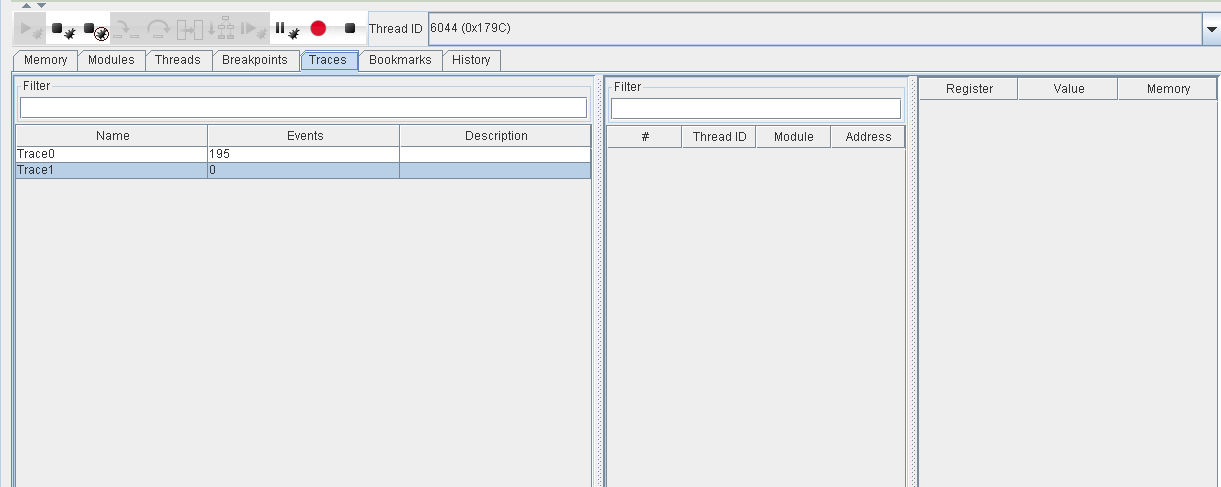 Thread ID 6044 (0x179C)
Memory Modules Threads Breakpoints Traces Bookmarks History
Filter Filter Register Value Memory
Name Events Description # Thread ID Module Address
Trace0 195
Trace1 0